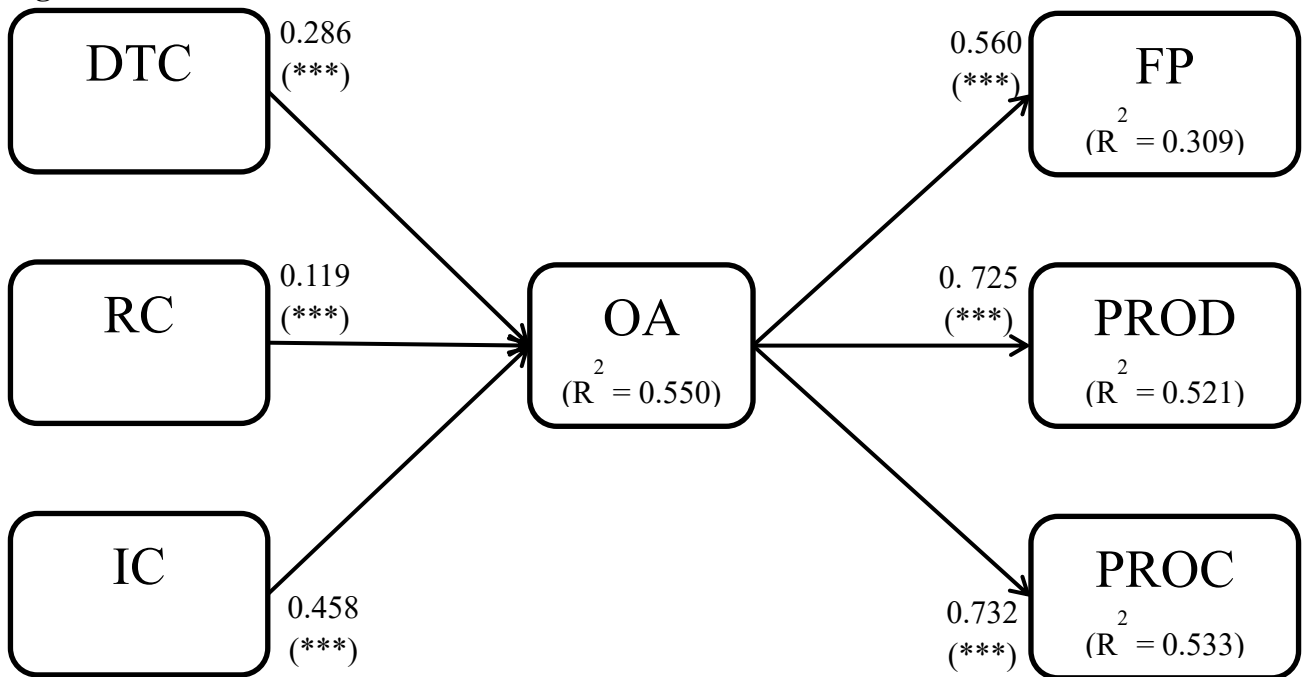 DTC
0.286
(***)
0.560
(***)
FP
(R² = 0.309)
RC
0.119
(***)
OA
(R² = 0.550)
0. 725
(***)
PROD
(R² = 0.521)
IC
0.458
(***)
0.732
(***)
PROC
(R² = 0.533)